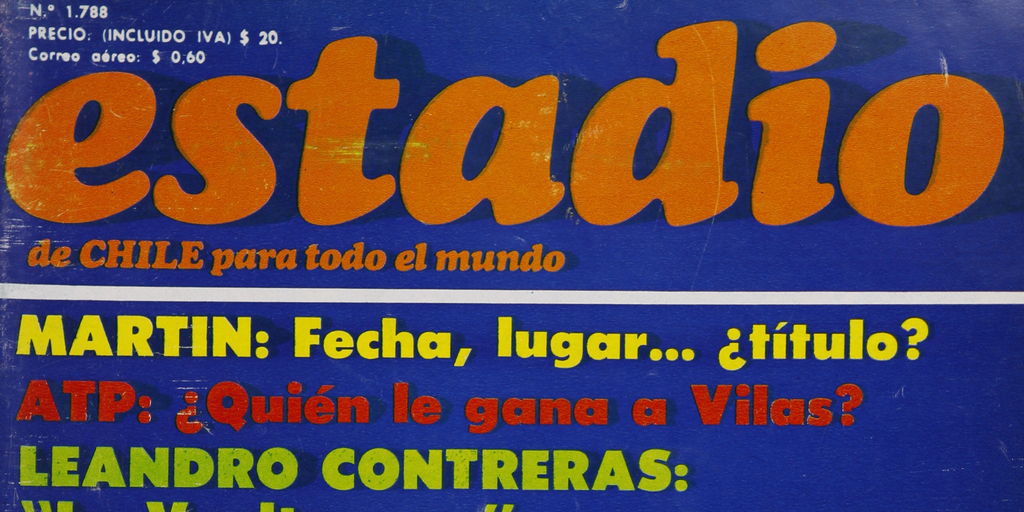 N.º 1.788
PRECIO: (INCLUIDO IVA) $ 20.
Correo aéreo: $ 0,60
estadio
de CHILE para todo el mundo
MARTIN: Fecha, lugar... ¿título?
ATP: ¿Quién le gana a Vilas?
LEANDRO CONTRERAS: